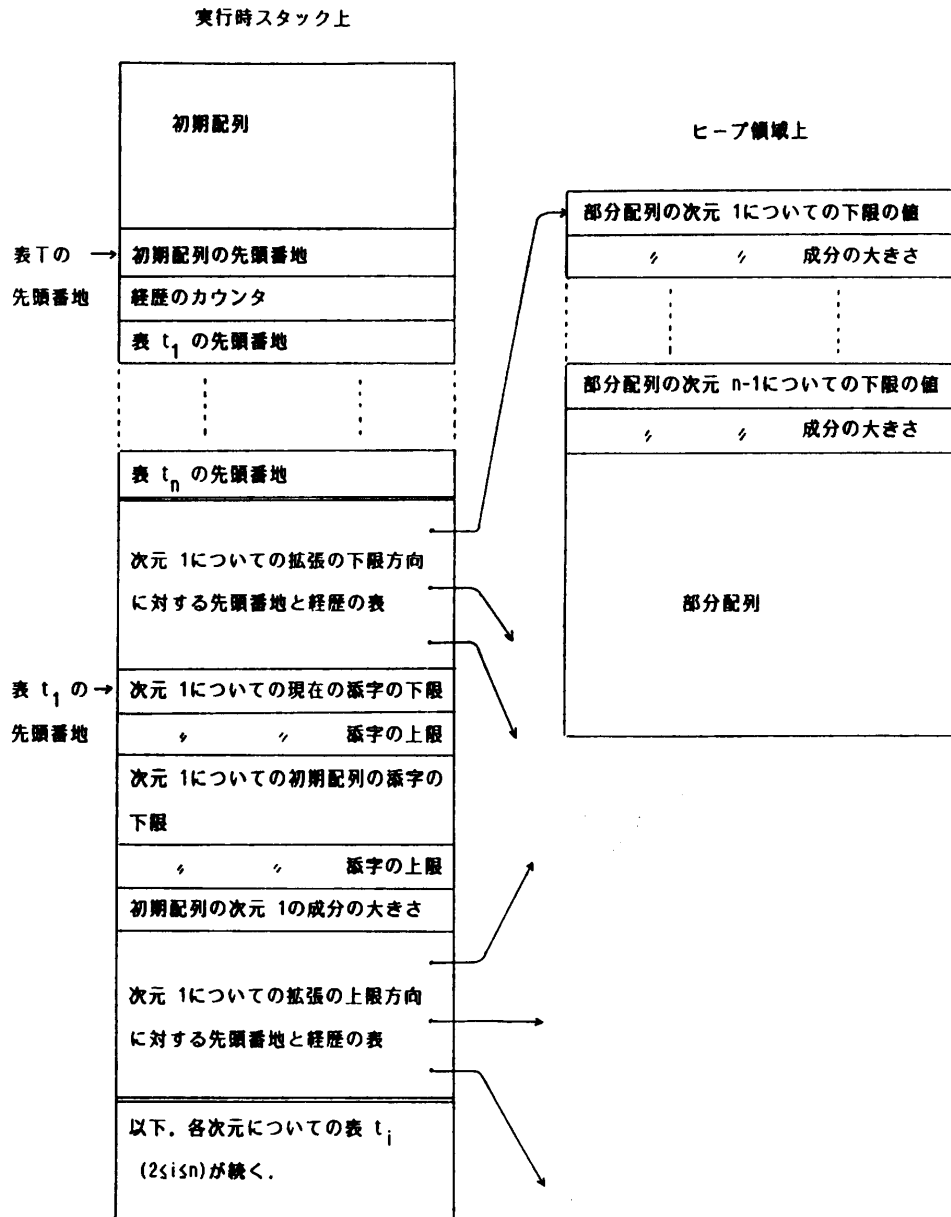 実行時スタック上
初期配列
表Tの
先頭番地
初期配列の先頭番地
経歴のカウンタ
表 t1 の先頭番地
表 tn の先頭番地
次元 1についての拡張の下限方向
に対する先頭番地と経歴の表
表 t1 の
先頭番地
次元 1についての現在の添字の下限
〃 〃 添字の上限
次元 1についての初期配列の添字の
下限
〃 〃 添字の上限
初期配列の次元 1の成分の大きさ
次元 1についての拡張の上限方向
に対する先頭番地と経歴の表
以下，各次元についての表 ti
(2≤i≤n)が続く．
ヒープ領域上
部分配列の次元 1についての下限の値
〃 〃 成分の大きさ
部分配列の次元 n-1についての下限の値
〃 〃 成分の大きさ
部分配列